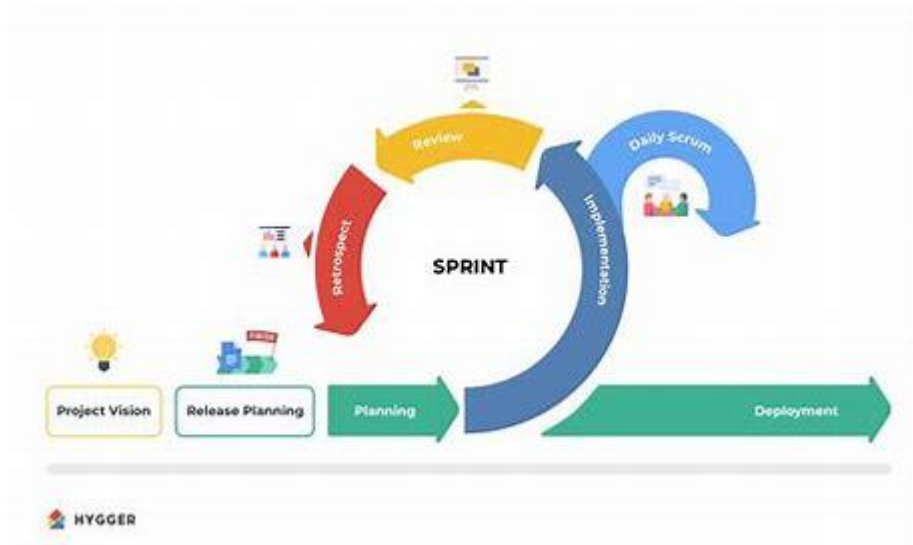 Review
Daily Scrum
Implementation
Retrospect
SPRINT
Project Vision
Release Planning
Planning
Deployment
HYGGER